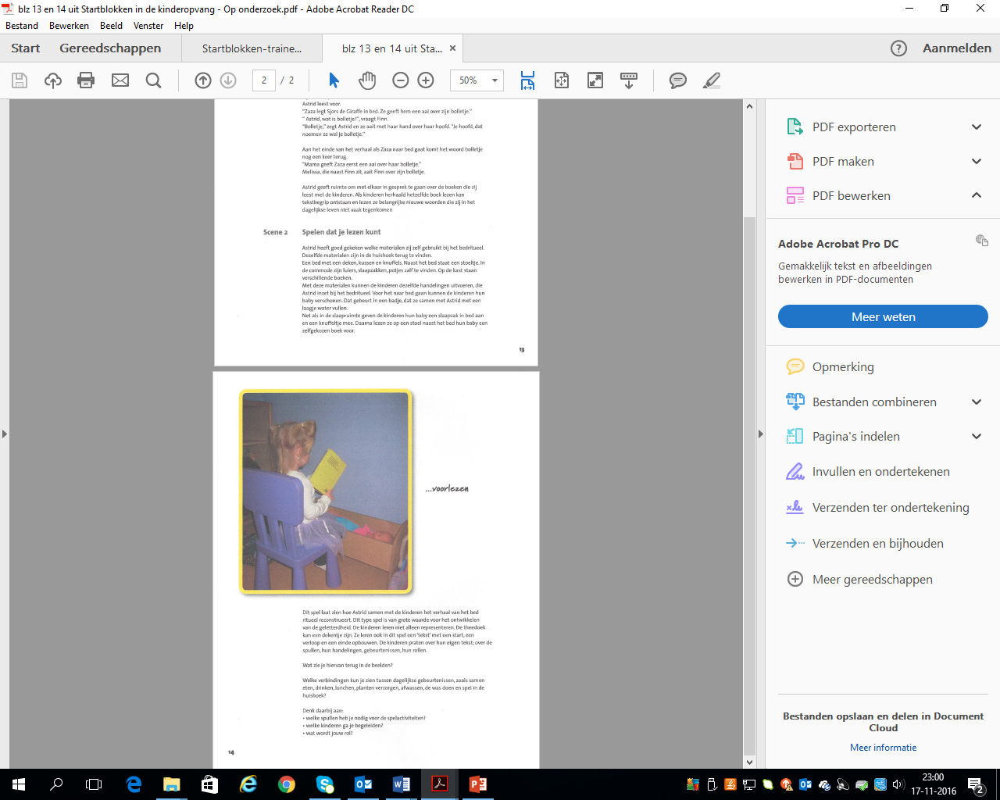 blz 13 en 14 uit Startblokken in de kinderopvang - Op onderzoek.pdf - Adobe Acrobat Reader DC
Bestand Bewerken Beeld Venster Help
Start Gereedschappen Startblokken-traine... blz 13 en 14 uit Sta... × Aanmelden
2 / 2 50%
Astrid leest voor.
"Zaza legt Sjors de Giraffe in bed. Ze geeft hem een aai over zijn bolletje."
" Astrid, wat is bolletje?", vraagt Finn.
"Bolletje," zegt Astrid en ze aait met haar hand over haar hoofd. "Je hoofd, dat
noemen ze wel je bolletje."
Aan het einde van het verhaal als Zaza naar bed gaat komt het woord bolletje
nog een keer terug.
"Mama geeft Zaza eerst een aai over haar bolletje."
Melissa, die naast Finn zit, aait Finn over zijn bolletje.
Astrid geeft ruimte om met elkaar in gesprek te gaan over de boeken die zij
leest met de kinderen. Als kinderen herhaald hetzelfde boek lezen kan
tekstbegrip ontstaan en lezen ze belangrijke nieuwe woorden die zij in het
dagelijkse leven niet vaak tegenkomen
Scene 2 Spelen dat je lezen kunt
Astrid heeft goed gekeken welke materialen zij zelf gebruikt bij het bedritueel.
Dezelfde materialen zijn in de huishoek terug te vinden.
Een bed met een deken, kussen en knuffels. Naast het bed staat een stoeltje. In
de commode zijn luiers, slaapzakken, potjes zalf te vinden. Op de kast staan
verschillende boeken.
Met deze materialen kunnen de kinderen dezelfde handelingen uitvoeren, die
Astrid inzet bij het bedritueel. Voor het naar bed gaan kunnen de kinderen hun
baby verschonen. Dat gebeurt in een badje, dat ze samen met Astrid met een
laagje water vullen.
Net als in de slaapruimte geven de kinderen hun baby een slaapzak in bed aan
en een knuffeltje mee. Daarna lezen ze op een stoel naast het bed hun baby een
zelfgekozen boek voor.
13
...voorlezen
Dit spel laat zien hoe Astrid samen met de kinderen het verhaal van het bed
ritueel reconstrueert. Dit type spel is van grote waarde voor het ontwikkelen
van de geletterdheid. De kinderen leren niet alleen representeren. De theedoek
kan een dekentje zijn. Ze leren ook in dit spel een 'tekst' met een start, een
verloop en een einde opbouwen. De kinderen praten over hun eigen tekst; over de
spullen, hun handelingen, gebeurtenissen, hun rollen.
Wat zie je hiervan terug in de beelden?
Welke verbindingen kun je zien tussen dagelijkse gebeurtenissen, zoals samen
eten, drinken, lunchen, planten verzorgen, afwassen, de was doen en spel in de
huishoek?
Denk daarbij aan:
• welke spullen heb je nodig voor de spelactiviteiten?
• welke kinderen ga je begeleiden?
• wat wordt jouw rol?
14
PDF exporteren
PDF maken
PDF bewerken
Adobe Acrobat Pro DC
Gemakkelijk tekst en afbeeldingen
bewerken in PDF-documenten
Meer weten
Opmerking
Bestanden combineren
Pagina's indelen
Invullen en ondertekenen
Verzenden ter ondertekening
Verzenden en bijhouden
Meer gereedschappen
Bestanden opslaan en delen in Document
Cloud
Meer informatie
23:00
17-11-2016
2